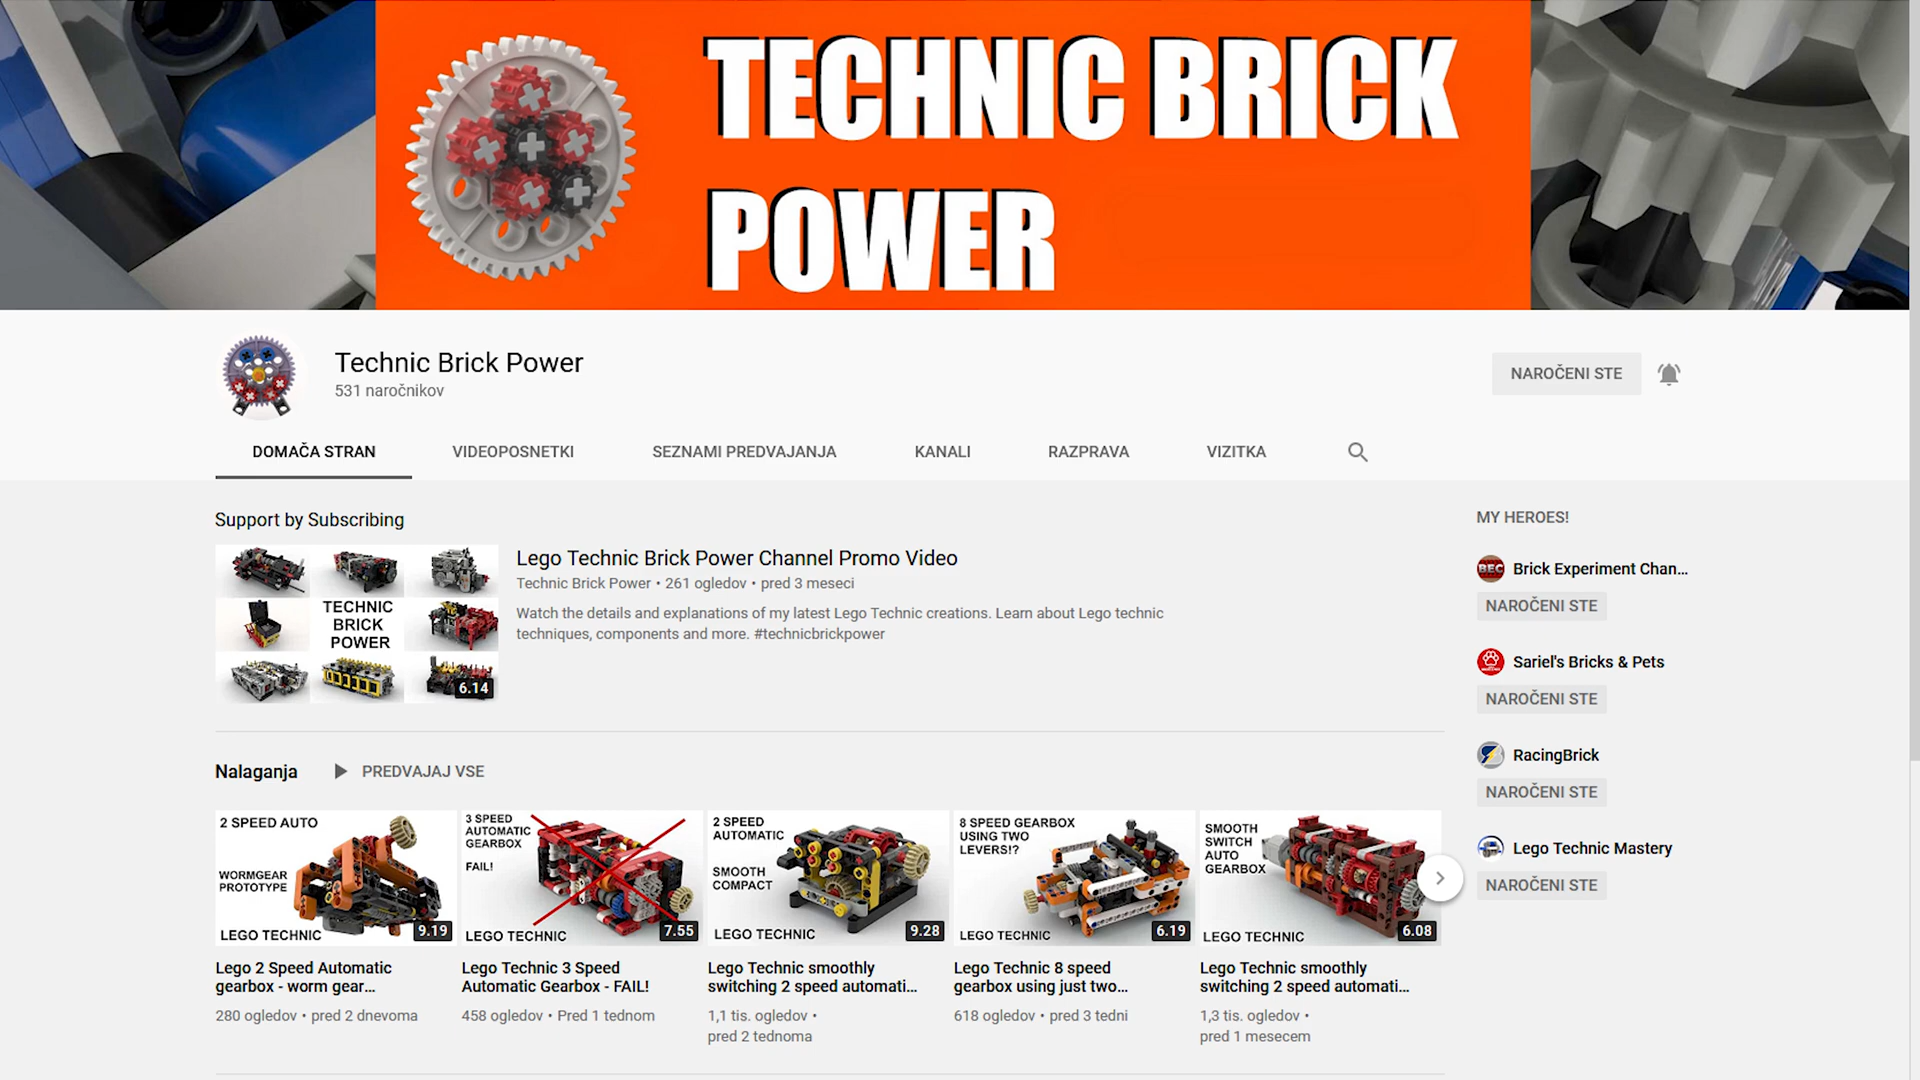 TECHNIC BRICK
POWER
Technic Brick Power
531 naročnikov
NAROČENI STE
DOMAČA STRAN
VIDEOPOSNETKI
SEZNAMI PREDVAJANJA
KANALI
RAZPRAVA
VIZITKA
Support by Subscribing
TECHNIC
BRICK
POWER
6.14
Lego Technic Brick Power Channel Promo Video
Technic Brick Power • 261 ogledov • pred 3 meseci
Watch the details and explanations of my latest Lego Technic creations. Learn about Lego technic
techniques, components and more. #technicbrickpower
MY HEROES!
BEC
Brick Experiment Chan...
NAROČENI STE
Sariel's Bricks & Pets
NAROČENI STE
RacingBrick
NAROČENI STE
Lego Technic Mastery
NAROČENI STE
Nalaganja
PREDVAJAJ VSE
2 SPEED AUTO
WORMGEAR
PROTOTYPE
LEGO TECHNIC
9.19
Lego 2 Speed Automatic
gearbox - worm gear...
280 ogledov • pred 2 dnevoma
3 SPEED
AUTOMATIC
GEARBOX
FAIL!
LEGO TECHNIC
7.55
Lego Technic 3 Speed
Automatic Gearbox - FAIL!
458 ogledov • Pred 1 tednom
2 SPEED
AUTOMATIC
SMOOTH
COMPACT
LEGO TECHNIC
9.28
Lego Technic smoothly
switching 2 speed automati...
1,1 tis. ogledov •
pred 2 tednoma
8 SPEED GEARBOX
USING TWO
LEVERS!?
LEGO TECHNIC
6.19
Lego Technic 8 speed
gearbox using just two...
618 ogledov • pred 3 tedni
SMOOTH
SWITCH
AUTO
GEARBOX
LEGO TECHNIC
6.08
Lego Technic smoothly
switching 2 speed automati...
1,3 tis. ogledov •
pred 1 mesecem